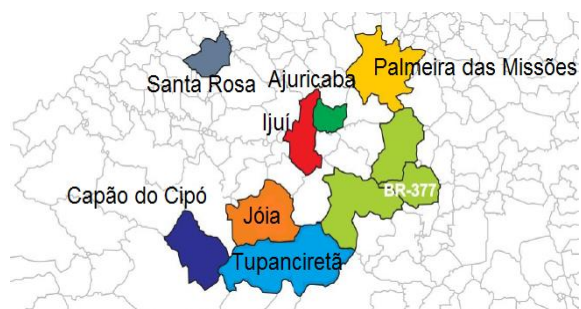 Santa Rosa
Ajuricaba
Palmeira das Missões
Ijuí
Capão do Cipó
BR-377
Jóia
Tupanciretã